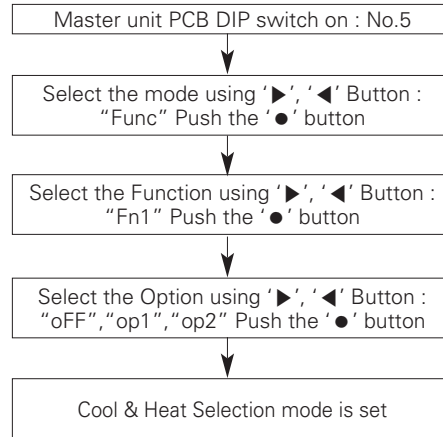 Master unit PCB DIP switch on : No.5
Select the mode using ‘▶’, ‘◀’ Button :
“Func” Push the ‘●’ button
Select the Function using ‘▶’, ‘◀’ Button :
“Fn1” Push the ‘●’ button
Select the Option using ‘▶’, ‘◀’ Button :
“oFF”,“op1”,“op2” Push the ‘●’ button
Cool & Heat Selection mode is set